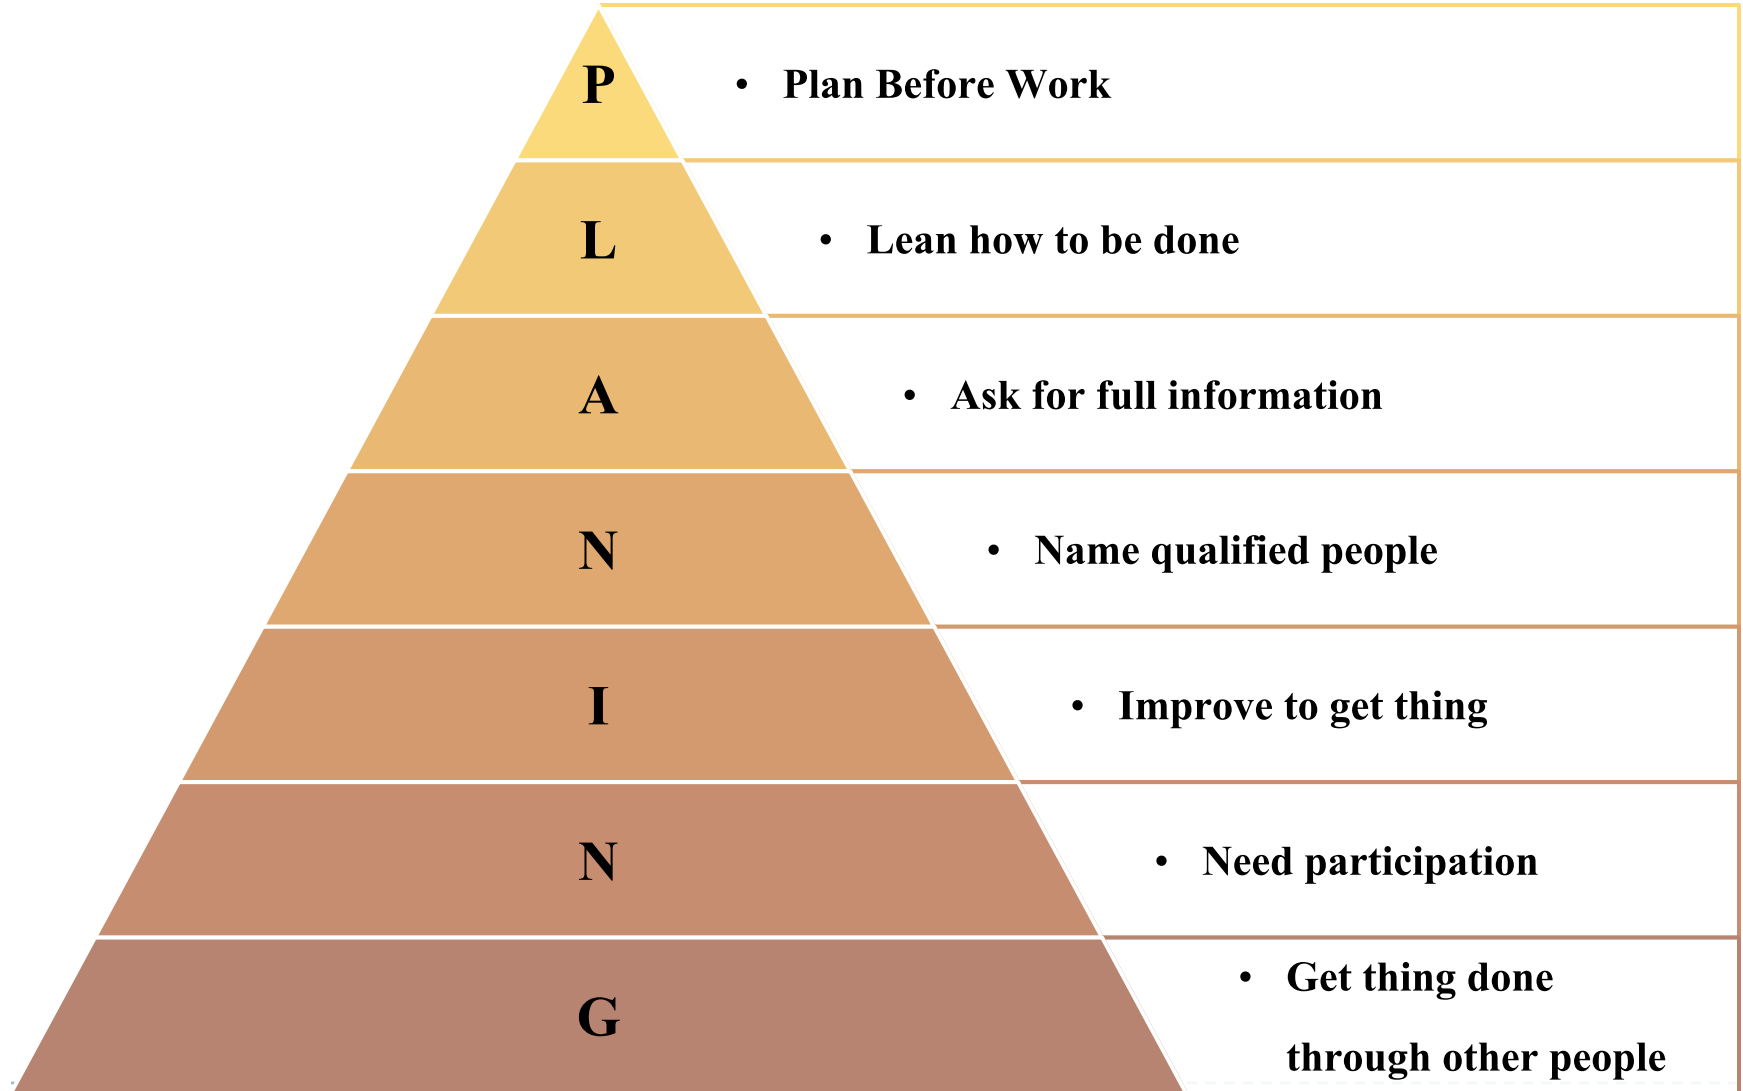 P
• Plan Before Work
L
• Lean how to be done
A
• Ask for full information
N
• Name qualified people
I
• Improve to get thing
N
• Need participation
G
• Get thing done
through other people